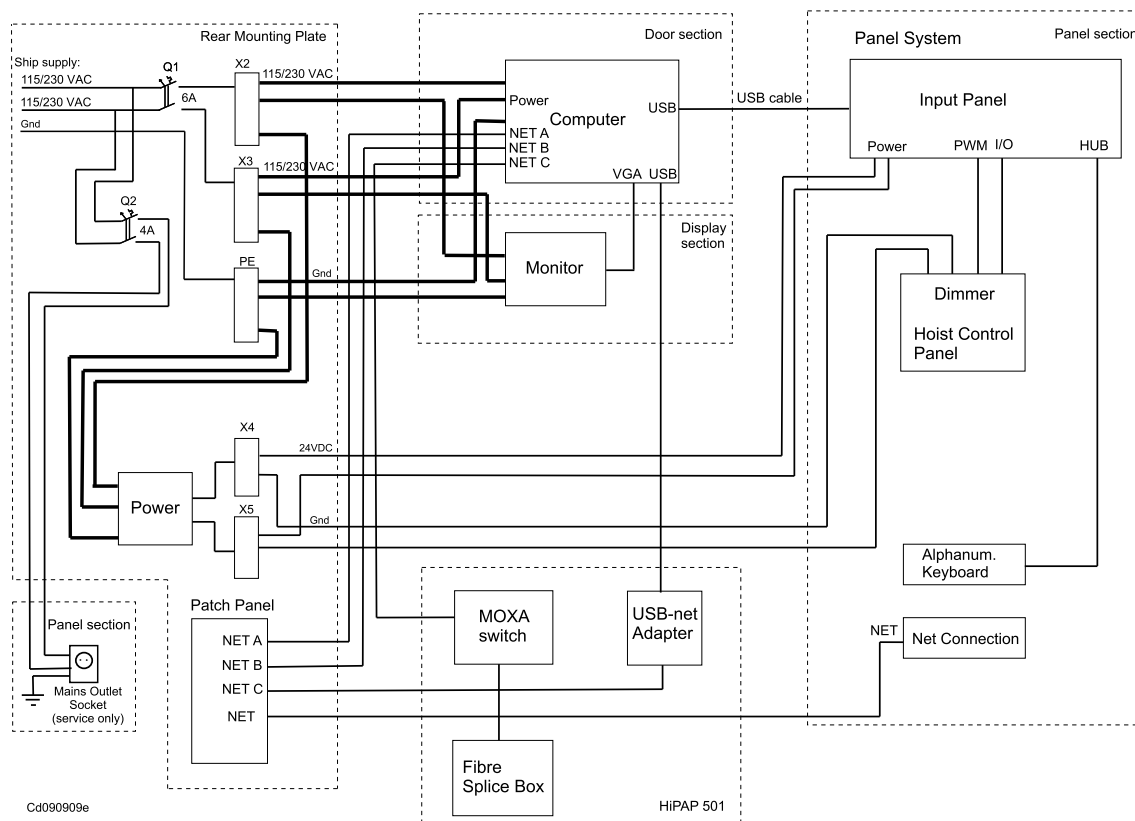 Rear Mounting Plate
Ship supply:
115/230 VAC
115/230 VAC
Gnd
Q1
6A
Q2
4A
X2
115/230 VAC
X3
115/230 VAC
PE
Gnd
X4
24VDC
X5
Gnd
Power
Door section
Power
NET A
NET B
NET C
Computer
USB
VGA
USB
USB cable
Display
section
Monitor
Panel System
Panel section
Input Panel
Power
PWM
I/O
HUB
Dimmer
Hoist Control
Panel
Alphanum.
Keyboard
NET
Net Connection
Panel section
Mains Outlet
Socket
(service only)
Patch Panel
NET A
NET B
NET C
NET
MOXA
switch
USB-net
Adapter
Fibre
Splice Box
HiPAP 501
Cd090909e